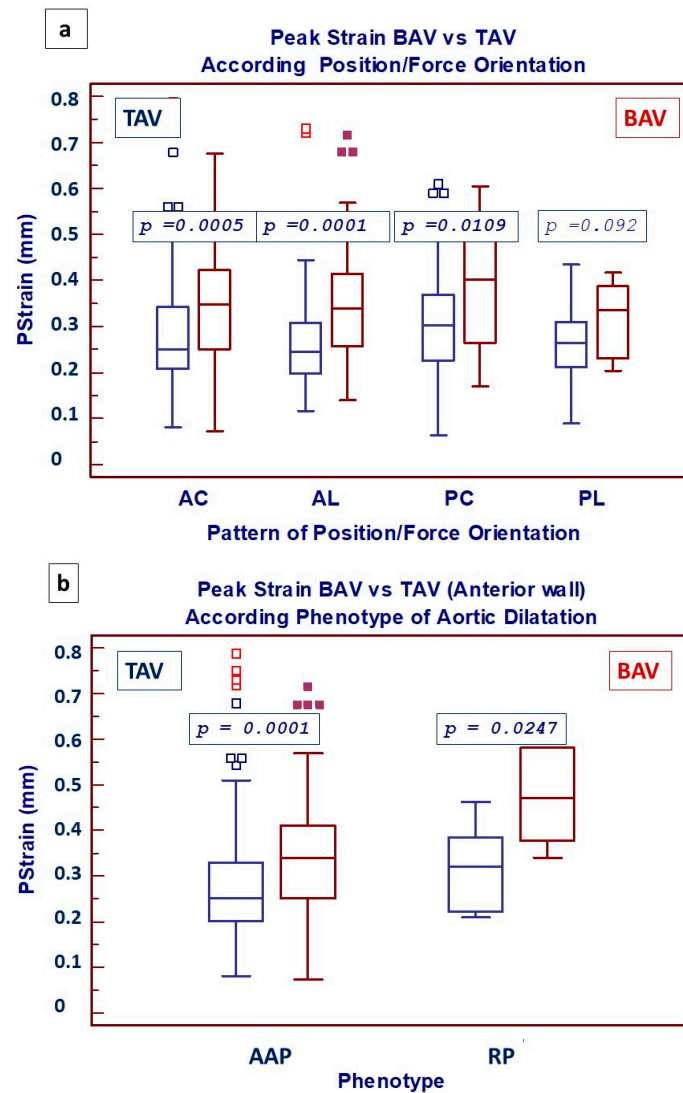 a
Peak Strain BAV vs TAV
According Position/Force Orientation
0.8
TAV
BAV
0.7
0.6
p =0.0005
p =0.0001
p =0.0109
p =0.092
0.5
0.4
0.3
0.2
0.1
0
PStrain (mm)
AC AL PC PL
Pattern of Position/Force Orientation
b
Peak Strain BAV vs TAV (Anterior wall)
According Phenotype of Aortic Dilatation
0.8
TAV
BAV
0.7
p = 0.0001
p = 0.0247
0.6
0.5
0.4
0.3
0.2
0.1
0
PStrain (mm)
AAP RP
Phenotype